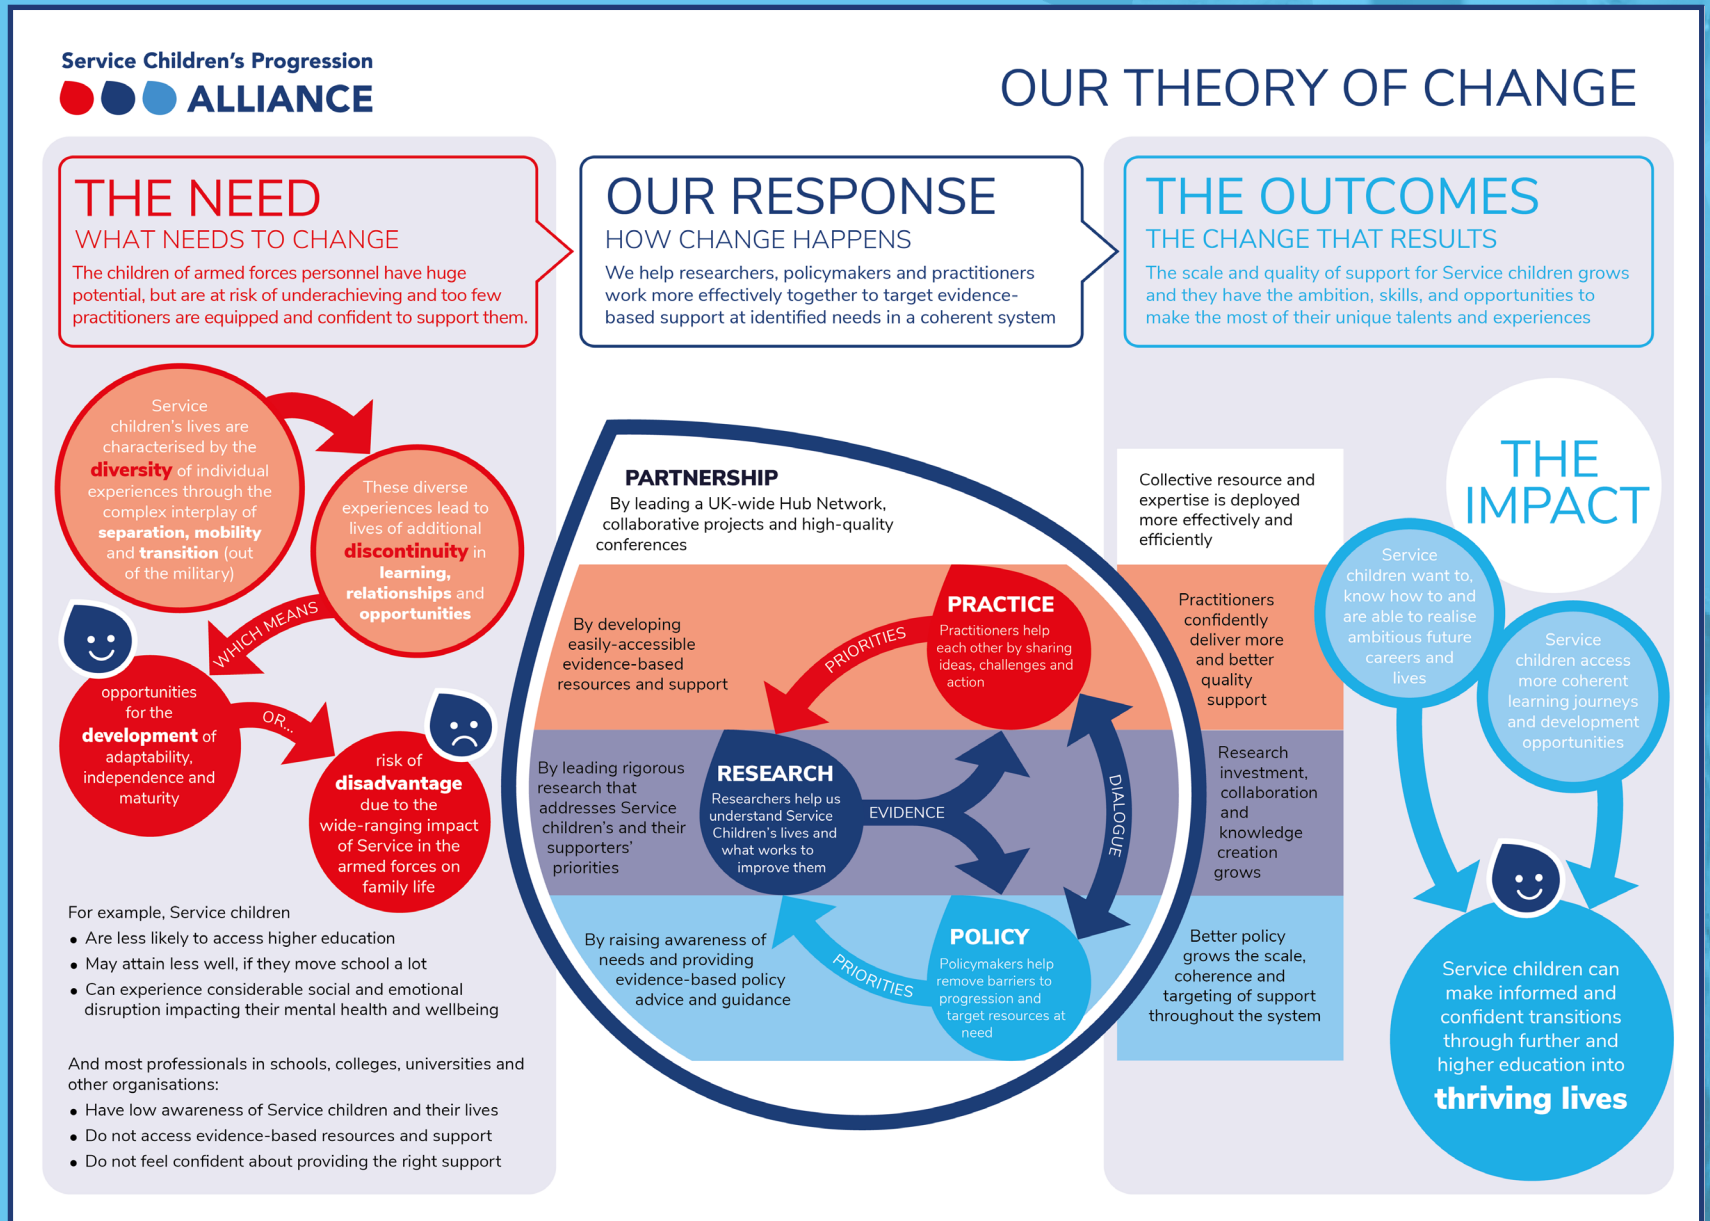 Service Children's Progression
ALLIANCE
OUR THEORY OF CHANGE
THE NEED
WHAT NEEDS TO CHANGE
The children of armed forces personnel have huge
potential, but are at risk of underachieving and too few
practitioners are equipped and confident to support them.
OUR RESPONSE
HOW CHANGE HAPPENS
We help researchers, policymakers and practitioners
work more effectively together to target evidence-
based support at identified needs in a coherent system
THE OUTCOMES
THE CHANGE THAT RESULTS
The scale and quality of support for Service children grows
and they have the ambition, skills, and opportunities to
make the most of their unique talents and experiences
Service
children's lives are
characterised by the
diversity of individual
experiences through the
complex interplay of
separation, mobility
and transition (out
of the military)
These diverse
experiences lead to
lives of additional
discontinuity in
learning,
relationships and
opportunities
WHICH MEANS
opportunities
for the
development of
adaptability,
independence and
maturity
OR...
risk of
disadvantage
due to the
wide-ranging impact
of Service in the
armed forces on
family life
For example, Service children
• Are less likely to access higher education
• May attain less well, if they move school a lot
• Can experience considerable social and emotional
disruption impacting their mental health and wellbeing
And most professionals in schools, colleges, universities and
other organisations:
• Have low awareness of Service children and their lives
• Do not access evidence-based resources and support
• Do not feel confident about providing the right support
PARTNERSHIP
By leading a UK-wide Hub Network,
collaborative projects and high-quality
conferences
By developing
easily-accessible
evidence-based
resources and support
PRIORITIES
PRACTICE
Practitioners help
each other by sharing
ideas, challenges and
action
By leading rigorous
research that
addresses Service
children's and their
supporters'
priorities
RESEARCH
Researchers help us
understand Service
Children's lives and
what works to
improve them
EVIDENCE
DIALOGUE
By raising awareness of
needs and providing
evidence-based policy
advice and guidance
PRIORITIES
POLICY
Policymakers help
remove barriers to
progression and
target resources at
need
Collective resource and
expertise is deployed
more effectively and
efficiently
Practitioners
confidently
deliver more
and better
quality
support
Research
investment,
collaboration
and
knowledge
creation
grows
Better policy
grows the scale,
coherence and
targeting of support
throughout the system
THE
IMPACT
Service
children want to,
know how to and
are able to realise
ambitious future
careers and
lives
Service
children access
more coherent
learning journeys
and development
opportunities
Service children can
make informed and
confident transitions
through further and
higher education into
thriving lives